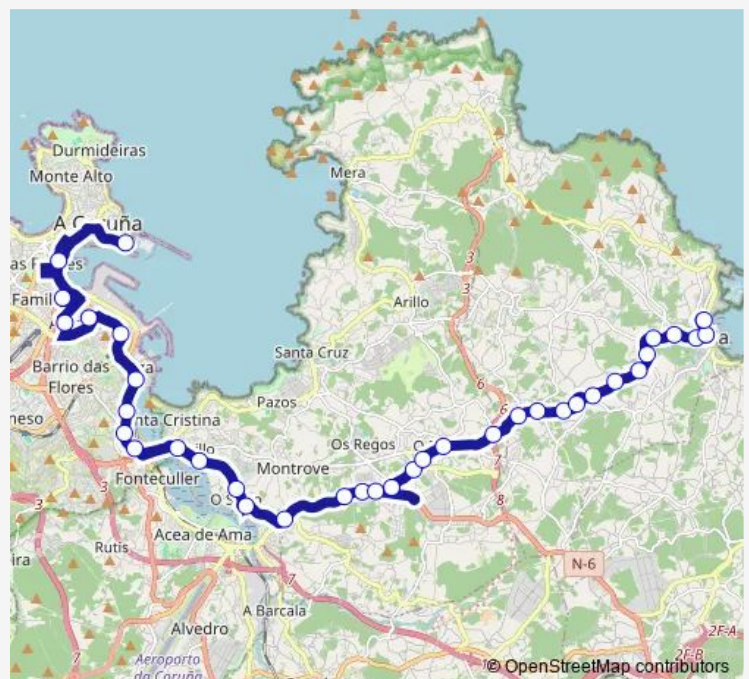 Durmideiras
Monte Alto
Mera
A Coruña
Arillo
Santa Cruz
Barrio das
Flores
Pazos
Os Regos
Montrove
Fonteculler
Acea de Ama
Rutis
A Barcala
Alvedro
Aeroporto
da Coruña
N-6
3
3
6
6
7
8
3
7
7
2F-A
2F-B
© OpenStreetMap contributors